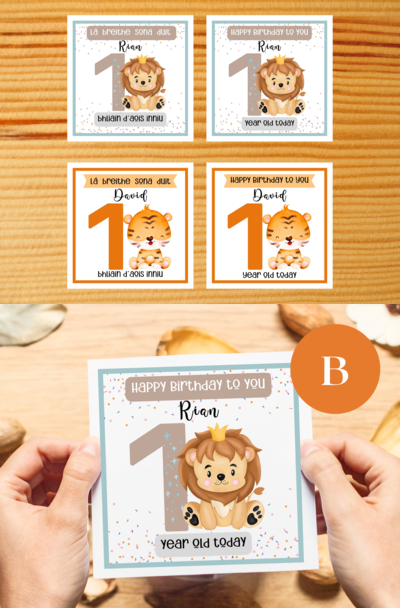 Lá Breithe Sona Duit
Rian
1
bhliain d'aois inniu
Happy Birthday to you
Rian
1
year old today
Lá Breithe Sona Duit
David
1
bhliain d'aois inniu
Happy Birthday to you
David
1
year old today
B
Happy Birthday to you
Rian
1
year old today